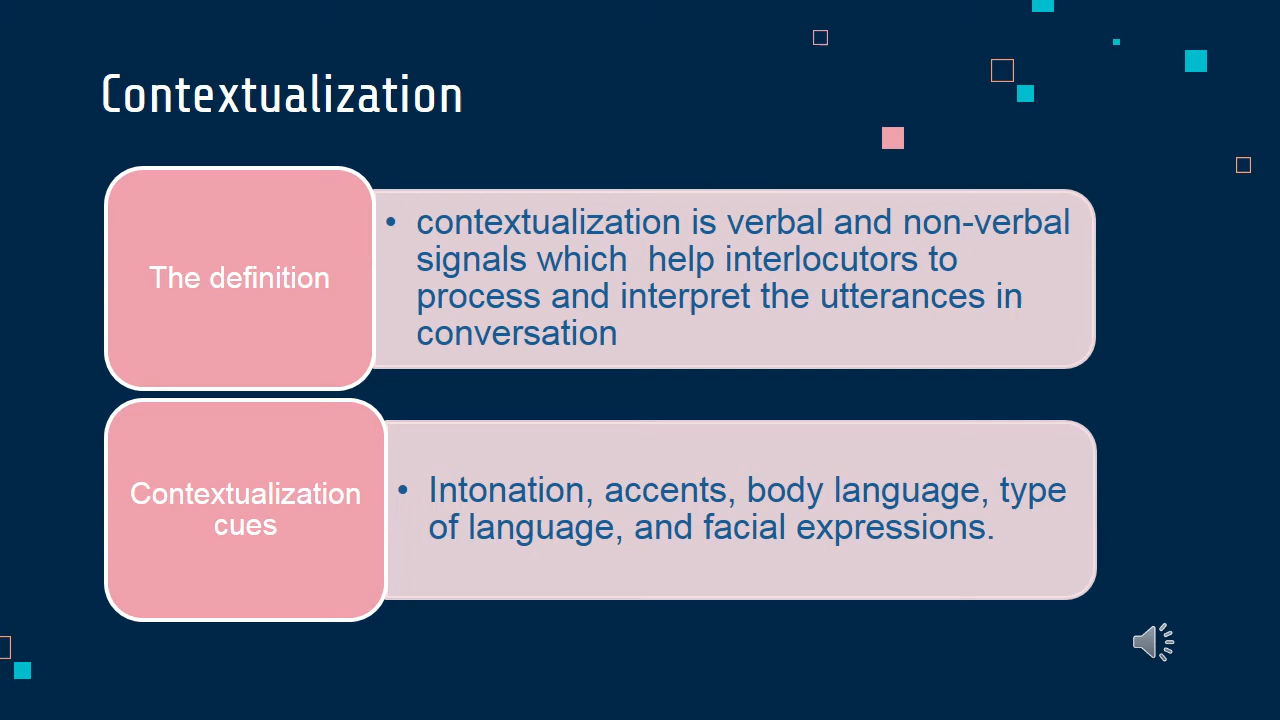 Contextualization
The definition
• contextualization is verbal and non-verbal
signals which  help interlocutors to
process and interpret the utterances in
conversation
Contextualization
cues
• Intonation, accents, body language, type
of language, and facial expressions.